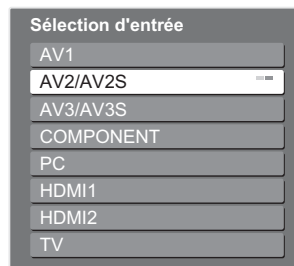 Sélection d'entrée
AV1
AV2/AV2S
AV3/AV3S
COMPONENT
PC
HDMI1
HDMI2
TV